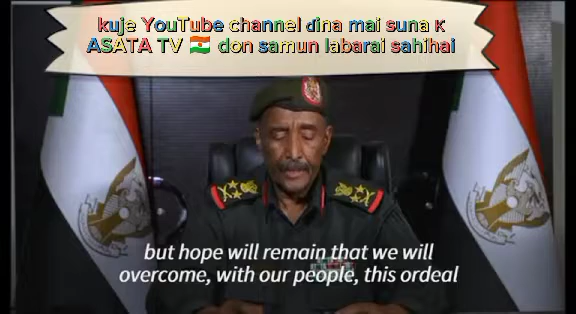 kuje YouTube channel dina mai suna K
ASATA TV 🇳🇪 don samun labarai sahihai
but hope will remain that we will
overcome, with our people, this ordeal